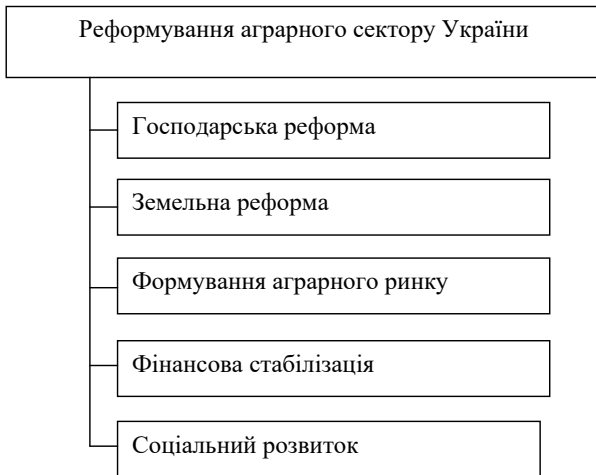 Реформування аграрного сектору України
Господарська реформа
Земельна реформа
Формування аграрного ринку
Фінансова стабілізація
Соціальний розвиток